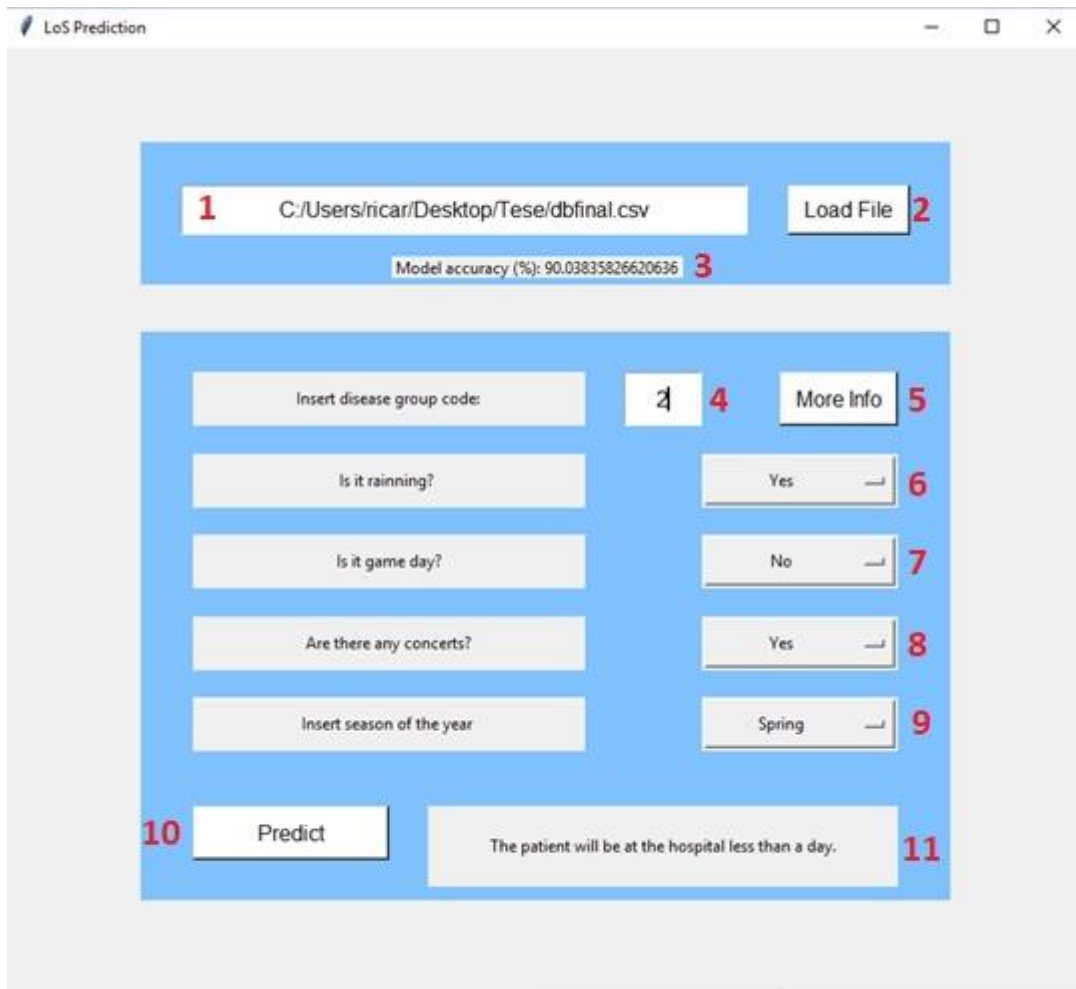 LoS Prediction
1 C:/Users/ricar/Desktop/Tese/dbfinal.csv Load File 2
Model accuracy (%): 90.03835826620636 3
Insert disease group code: 2 4 More Info 5
Is it rainning? Yes 6
Is it game day? No 7
Are there any concerts? Yes 8
Insert season of the year Spring 9
10 Predict The patient will be at the hospital less than a day. 11